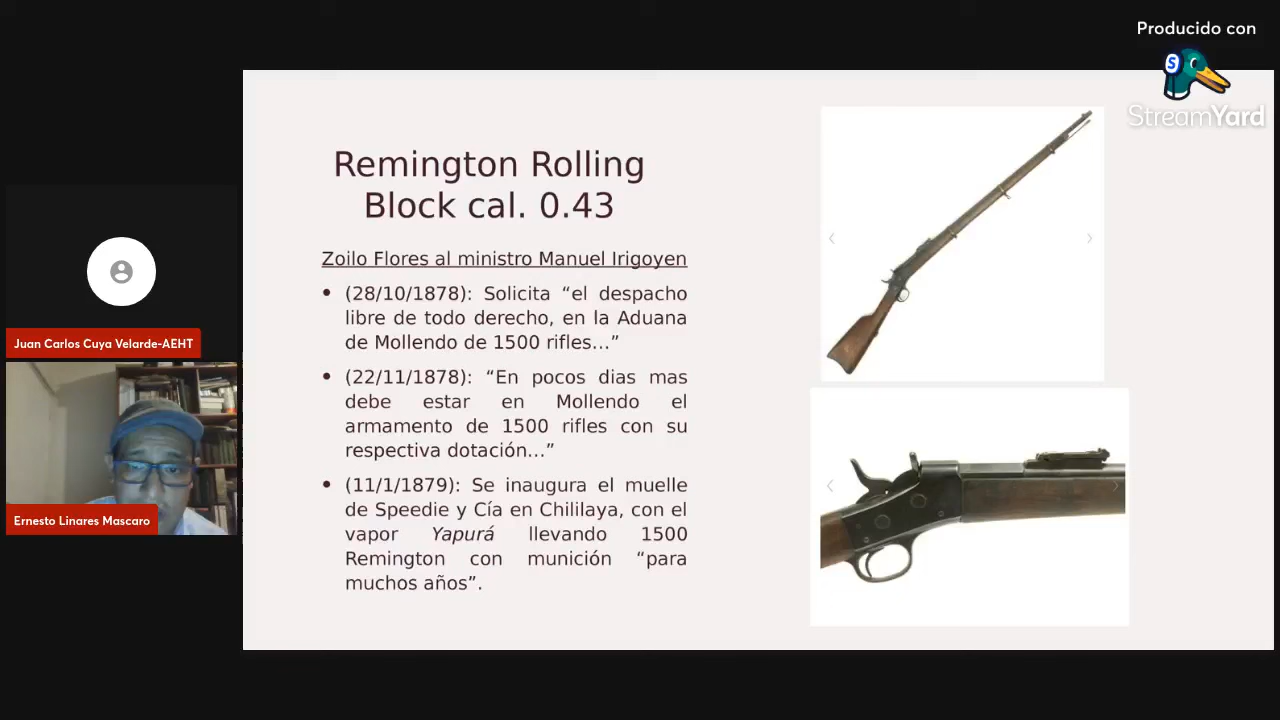 Producido con
StreamYard
Remington Rolling
Block cal. 0.43
Zoilo Flores al ministro Manuel Irigoyen
• (28/10/1878): Solicita “el despacho
libre de todo derecho, en la Aduana
de Mollendo de 1500 rifles…”
• (22/11/1878): “En pocos dias mas
debe estar en Mollendo el
armamento de 1500 rifles con su
respectiva dotación…”
• (11/1/1879): Se inaugura el muelle
de Speedie y Cía en Chililaya, con el
vapor Yapurá llevando 1500
Remington con munición “para
muchos años”.
Juan Carlos Cuya Velarde-AEHT
Ernesto Linares Mascaro